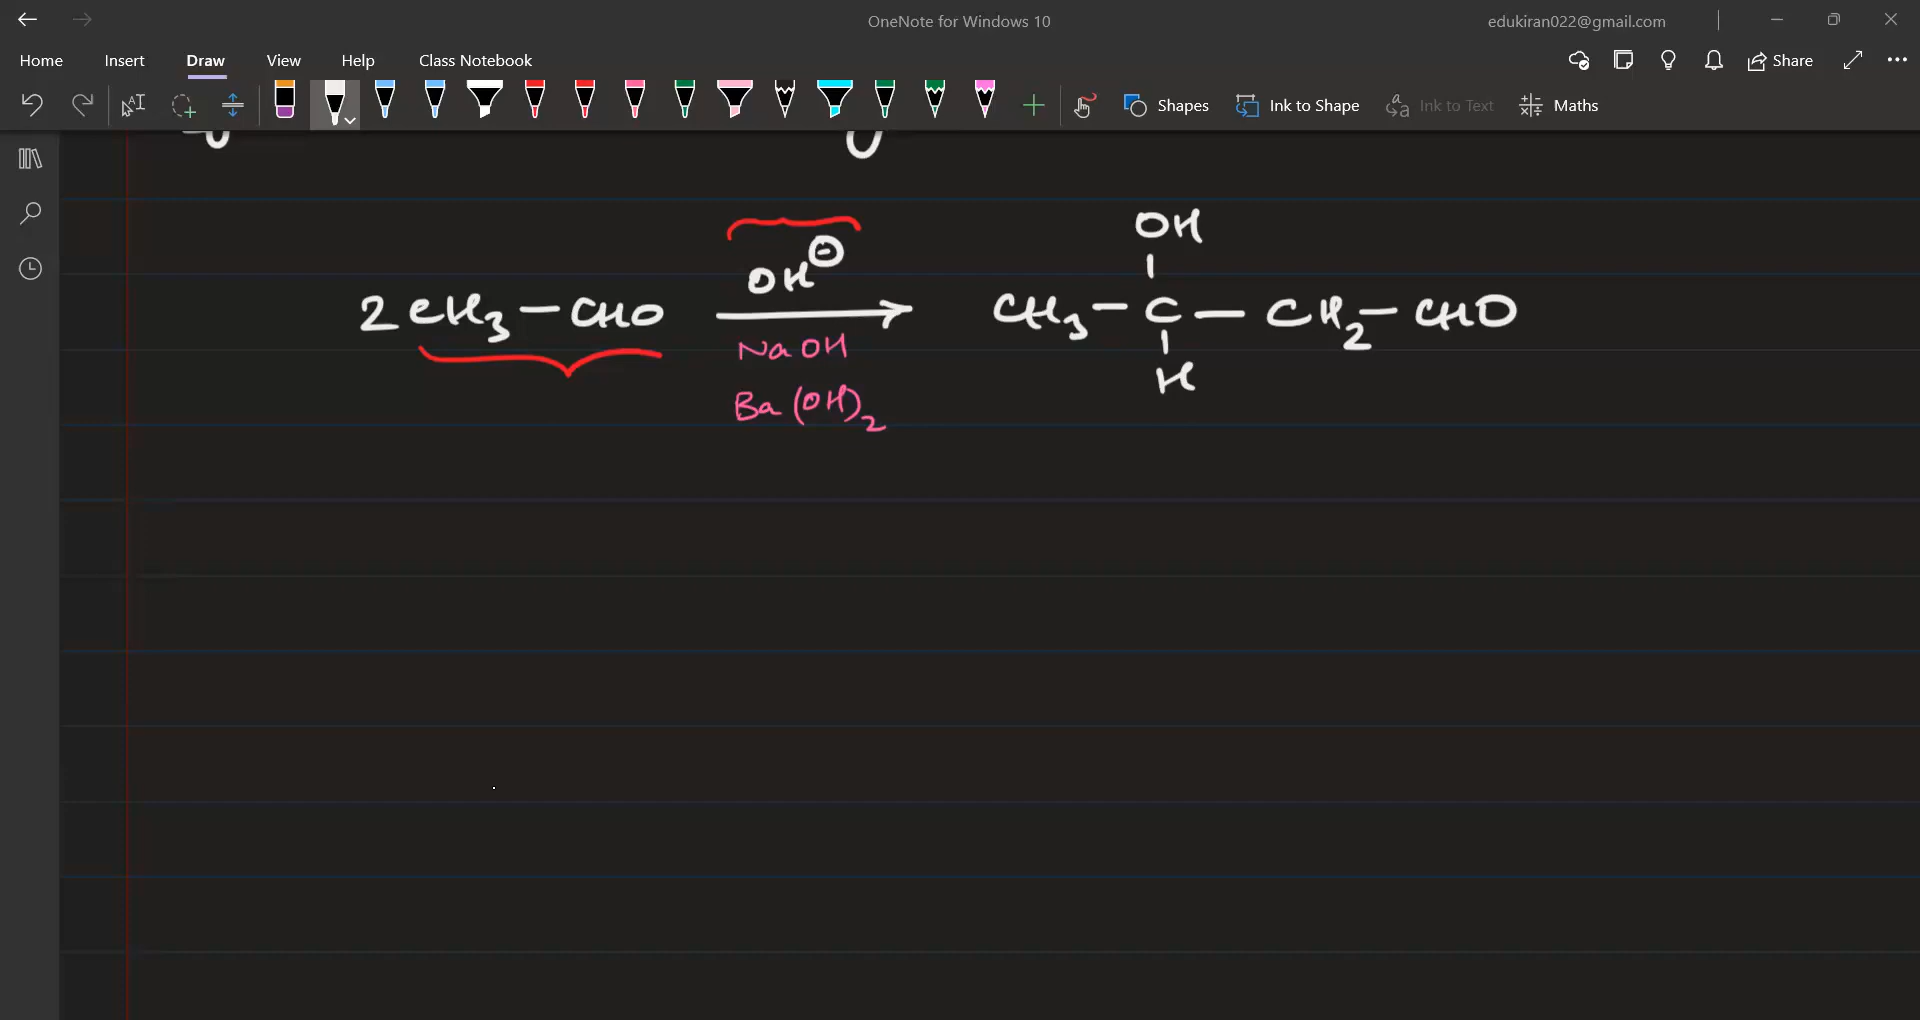 OneNote for Windows 10
edukiran022@gmail.com
Home Insert Draw View Help Class Notebook
Share
Shapes Ink to Shape Ink to Text Maths
OH
OH⊖
2 CH₃ — CHO ⟶ CH₃ — C — CH₂ — CHO
NaOH
H
Ba(OH)₂